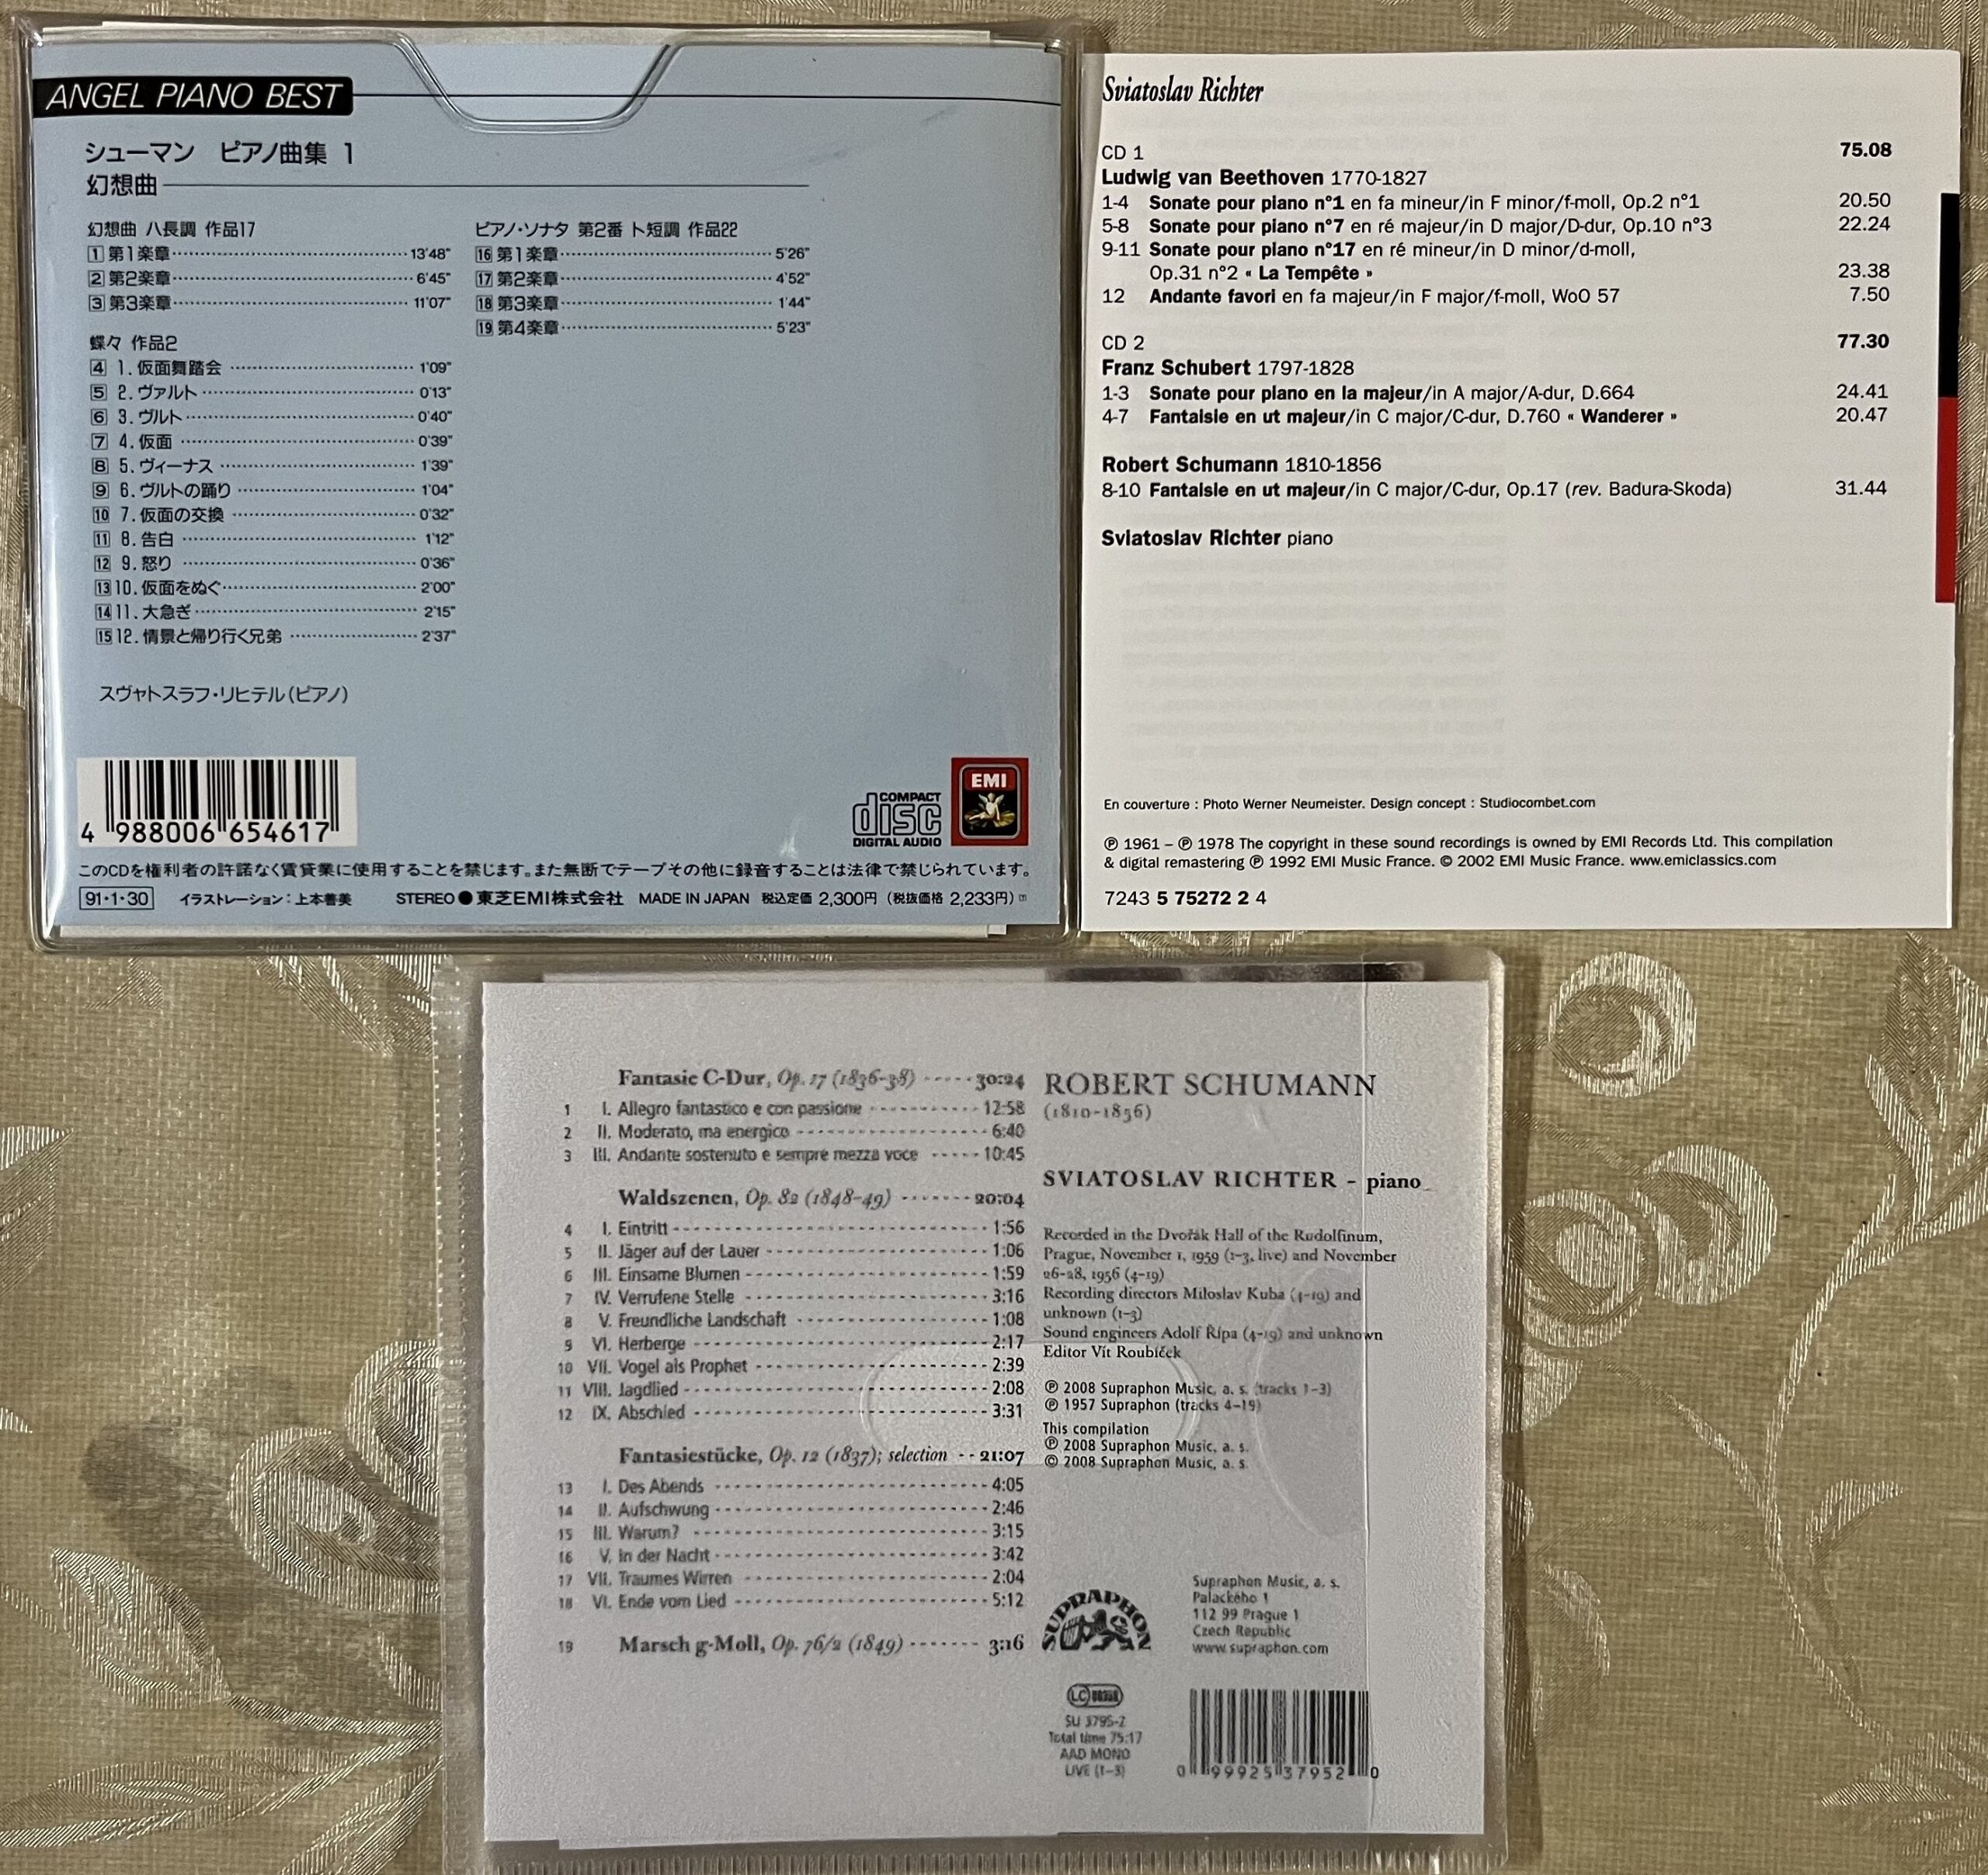 ANGEL PIANO BEST
シューマン ピアノ曲集 1
幻想曲
幻想曲 ハ長調 作品17
1 第1楽章 13'48"
2 第2楽章 6'45"
3 第3楽章 11'07"
蝶々 作品2
4 1. 仮面舞踏会 1'09"
5 2. ヴァルト 0'13"
6 3. ヴルト 0'40"
7 4. 仮面 0'39"
8 5. ヴィーナス 1'39"
9 6. ヴルトの踊り 1'04"
10 7. 仮面の交換 0'32"
11 8. 告白 1'12"
12 9. 怒り 0'36"
13 10. 仮面をぬぐ 2'00"
14 11. 大急ぎ 2'15"
15 12. 情景と帰り行く兄弟 2'37"
ピアノ・ソナタ 第2番 ト短調 作品22
16 第1楽章 5'26"
17 第2楽章 4'52"
18 第3楽章 1'44"
19 第4楽章 5'23"
スヴャトスラフ・リヒテル(ピアノ)
4 988006 654617
COMPACT
disc
DIGITAL AUDIO
EMI
このCDを権利者の許諾なく賃貸業に使用することを禁じます。また無断でテープその他に録音することは法律で禁じられています。
91・1・30 イラストレーション:上本善美 STEREO ● 東芝EMI株式会社 MADE IN JAPAN 税込定価 2,300円 (税抜価格 2,233円)
Sviatoslav Richter
CD 1 75.08
Ludwig van Beethoven 1770-1827
1-4 Sonate pour piano n°1 en fa mineur/in F minor/f-moll, Op.2 n°1 20.50
5-8 Sonate pour piano n°7 en ré majeur/in D major/D-dur, Op.10 n°3 22.24
9-11 Sonate pour piano n°17 en ré mineur/in D minor/d-moll,
Op.31 n°2 « La Tempête » 23.38
12 Andante favori en fa majeur/in F major/f-moll, WoO 57 7.50
CD 2 77.30
Franz Schubert 1797-1828
1-3 Sonate pour piano en la majeur/in A major/A-dur, D.664 24.41
4-7 Fantaisie en ut majeur/in C major/C-dur, D.760 « Wanderer » 20.47
Robert Schumann 1810-1856
8-10 Fantaisie en ut majeur/in C major/C-dur, Op.17 (rev. Badura-Skoda) 31.44
Sviatoslav Richter piano
En couverture : Photo Werner Neumeister. Design concept : Studiocombet.com
℗ 1961 – ℗ 1978 The copyright in these sound recordings is owned by EMI Records Ltd. This compilation
& digital remastering ℗ 1992 EMI Music France. © 2002 EMI Music France. www.emiclassics.com
7243 5 75272 2 4
Fantasie C-Dur, Op. 17 (1836-38) 30:24
1 I. Allegro fantastico e con passione 12:58
2 II. Moderato, ma energico 6:40
3 III. Andante sostenuto e sempre mezza voce 10:45
Waldszenen, Op. 82 (1848-49) 20:04
4 I. Eintritt 1:56
5 II. Jäger auf der Lauer 1:06
6 III. Einsame Blumen 1:59
7 IV. Verrufene Stelle 3:16
8 V. Freundliche Landschaft 1:08
9 VI. Herberge 2:17
10 VII. Vogel als Prophet 2:39
11 VIII. Jagdlied 2:08
12 IX. Abschied 3:31
Fantasiestücke, Op. 12 (1837); selection 21:07
13 I. Des Abends 4:05
14 II. Aufschwung 2:46
15 III. Warum? 3:15
16 V. In der Nacht 3:42
17 VII. Traumes Wirren 2:04
18 VI. Ende vom Lied 5:12
19 Marsch g-Moll, Op. 76/2 (1849) 3:16
ROBERT SCHUMANN
(1810-1856)
SVIATOSLAV RICHTER - piano
Recorded in the Dvořák Hall of the Rudolfinum,
Prague, November 1, 1959 (1-3, live) and November
26-28, 1956 (4-19)
Recording directors Miloslav Kuba (4-19) and
unknown (1-3)
Sound engineers Adolf Řípa (4-19) and unknown
Editor Vít Roubíček
℗ 2008 Supraphon Music, a. s. (tracks 1-3)
℗ 1957 Supraphon (tracks 4-19)
This compilation
℗ 2008 Supraphon Music, a. s.
© 2008 Supraphon Music, a. s.
SUPRAPHON
Supraphon Music, a. s.
Palackého 1
112 99 Prague 1
Czech Republic
www.supraphon.com
LC
SU 3795-2
Total time 75:17
AAD MONO
LIVE (1-3)
0 99925 37952 0